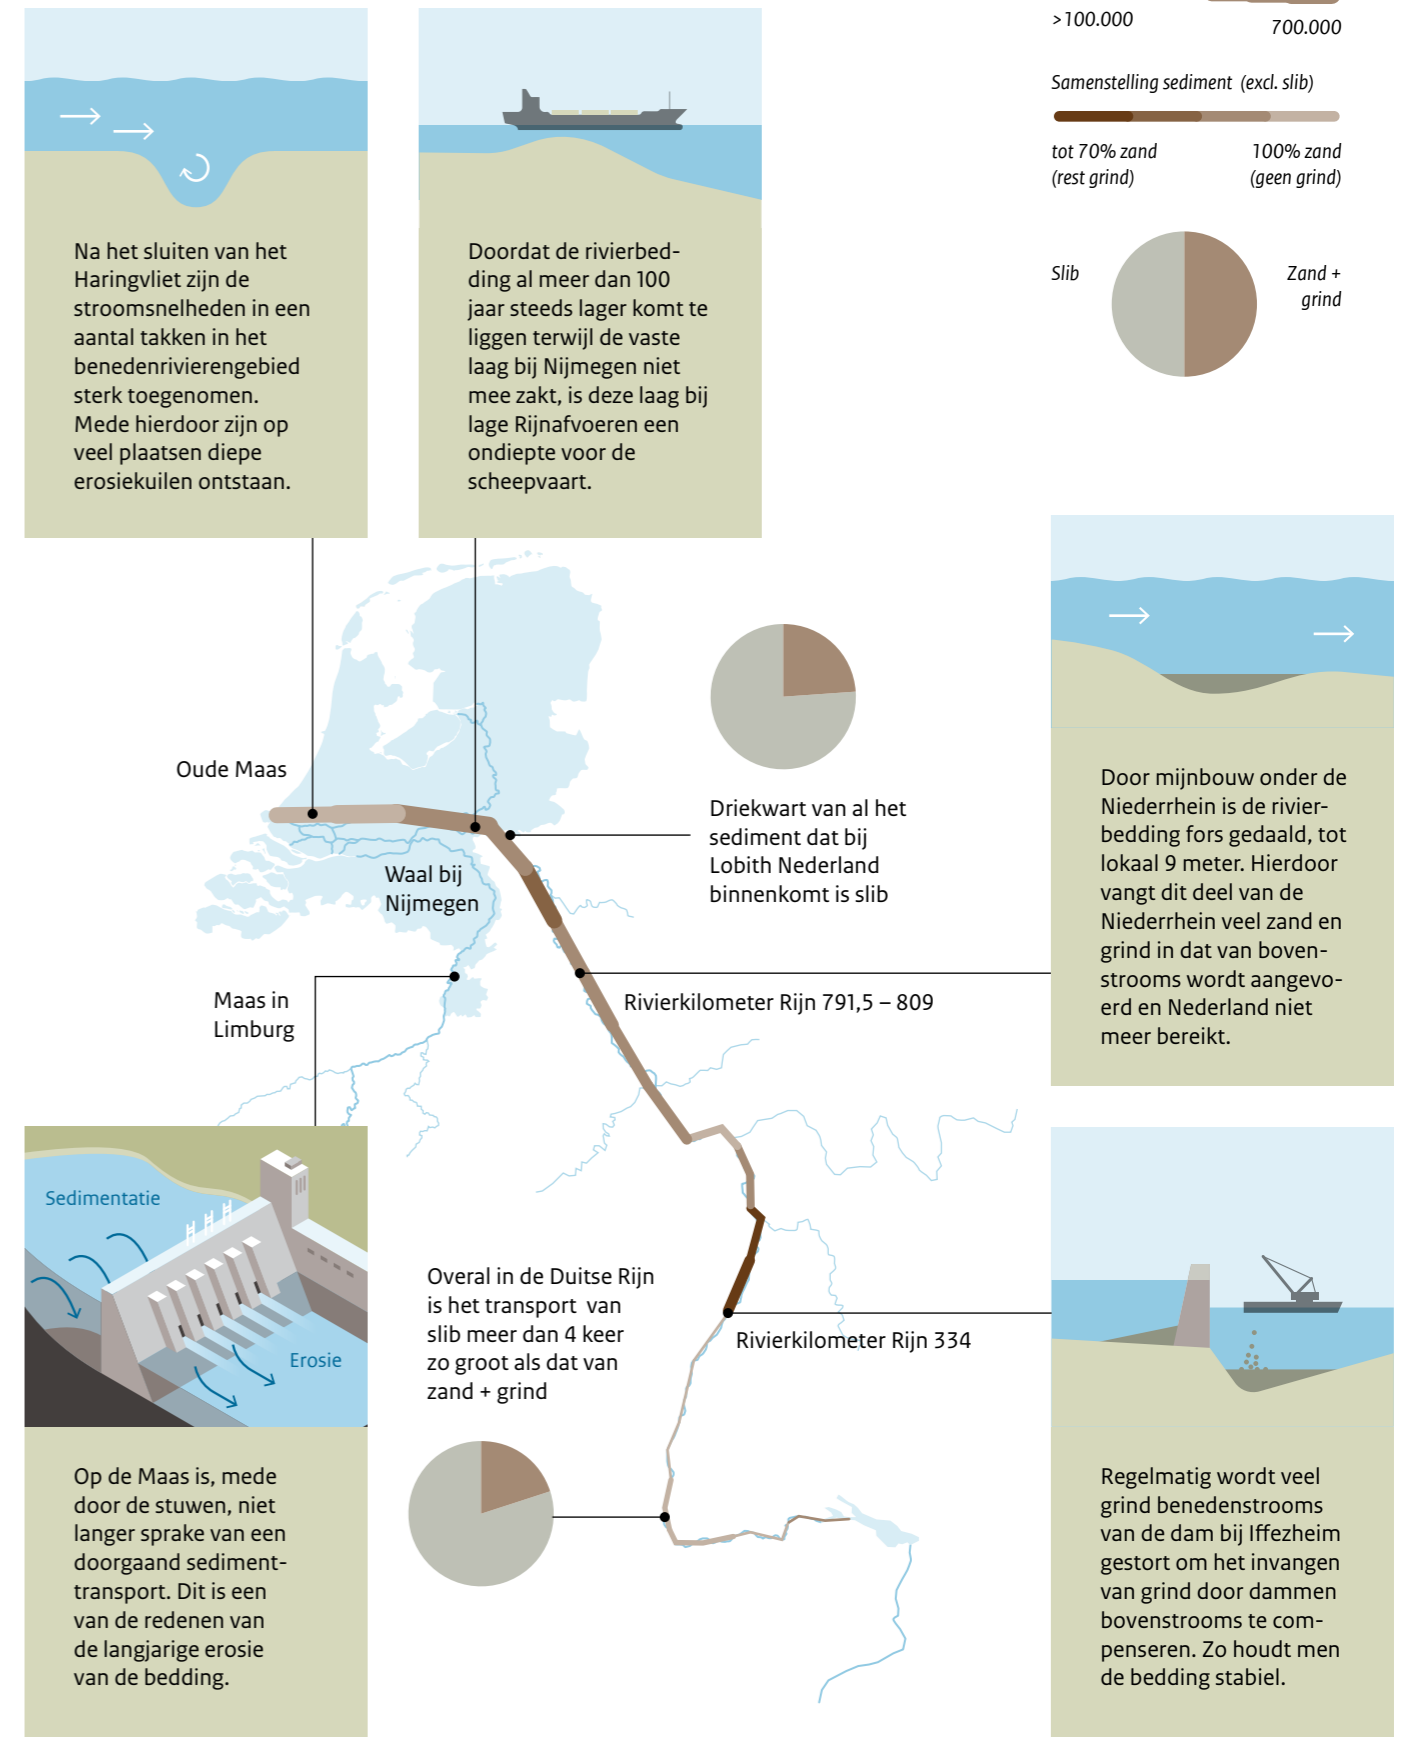 >100.000
700.000
Samenstelling sediment (excl. slib)
tot 70% zand
(rest grind)
100% zand
(geen grind)
Slib
Zand +
grind
Na het sluiten van het
Haringvliet zijn de
stroomsnelheden in een
aantal takken in het
benedenrivierengebied
sterk toegenomen.
Mede hierdoor zijn op
veel plaatsen diepe
erosiekuilen ontstaan.
Doordat de rivierbed-
ding al meer dan 100
jaar steeds lager komt te
liggen terwijl de vaste
laag bij Nijmegen niet
mee zakt, is deze laag bij
lage Rijnafvoeren een
ondiepte voor de
scheepvaart.
Oude Maas
Waal bij
Nijmegen
Driekwart van al het
sediment dat bij
Lobith Nederland
binnenkomt is slib
Door mijnbouw onder de
Niederrhein is de rivier-
bedding fors gedaald, tot
lokaal 9 meter. Hierdoor
vangt dit deel van de
Niederrhein veel zand en
grind in dat van boven-
strooms wordt aangevo-
erd en Nederland niet
meer bereikt.
Maas in
Limburg
Rivierkilometer Rijn 791,5 – 809
Sedimentatie
Erosie
Overal in de Duitse Rijn
is het transport van
slib meer dan 4 keer
zo groot als dat van
zand + grind
Rivierkilometer Rijn 334
Op de Maas is, mede
door de stuwen, niet
langer sprake van een
doorgaand sediment-
transport. Dit is een
van de redenen van
de langjarige erosie
van de bedding.
Regelmatig wordt veel
grind benedenstrooms
van de dam bij Iffezheim
gestort om het invangen
van grind door dammen
bovenstrooms te com-
penseren. Zo houdt men
de bedding stabiel.